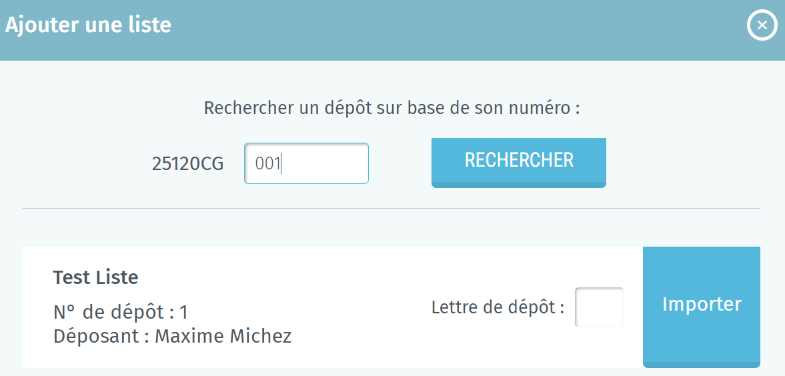 Ajouter une liste
Rechercher un dépôt sur base de son numéro :
25120CG 001 RECHERCHER
Test Liste
N° de dépôt : 1
Déposant : Maxime Michez
Lettre de dépôt :
Importer